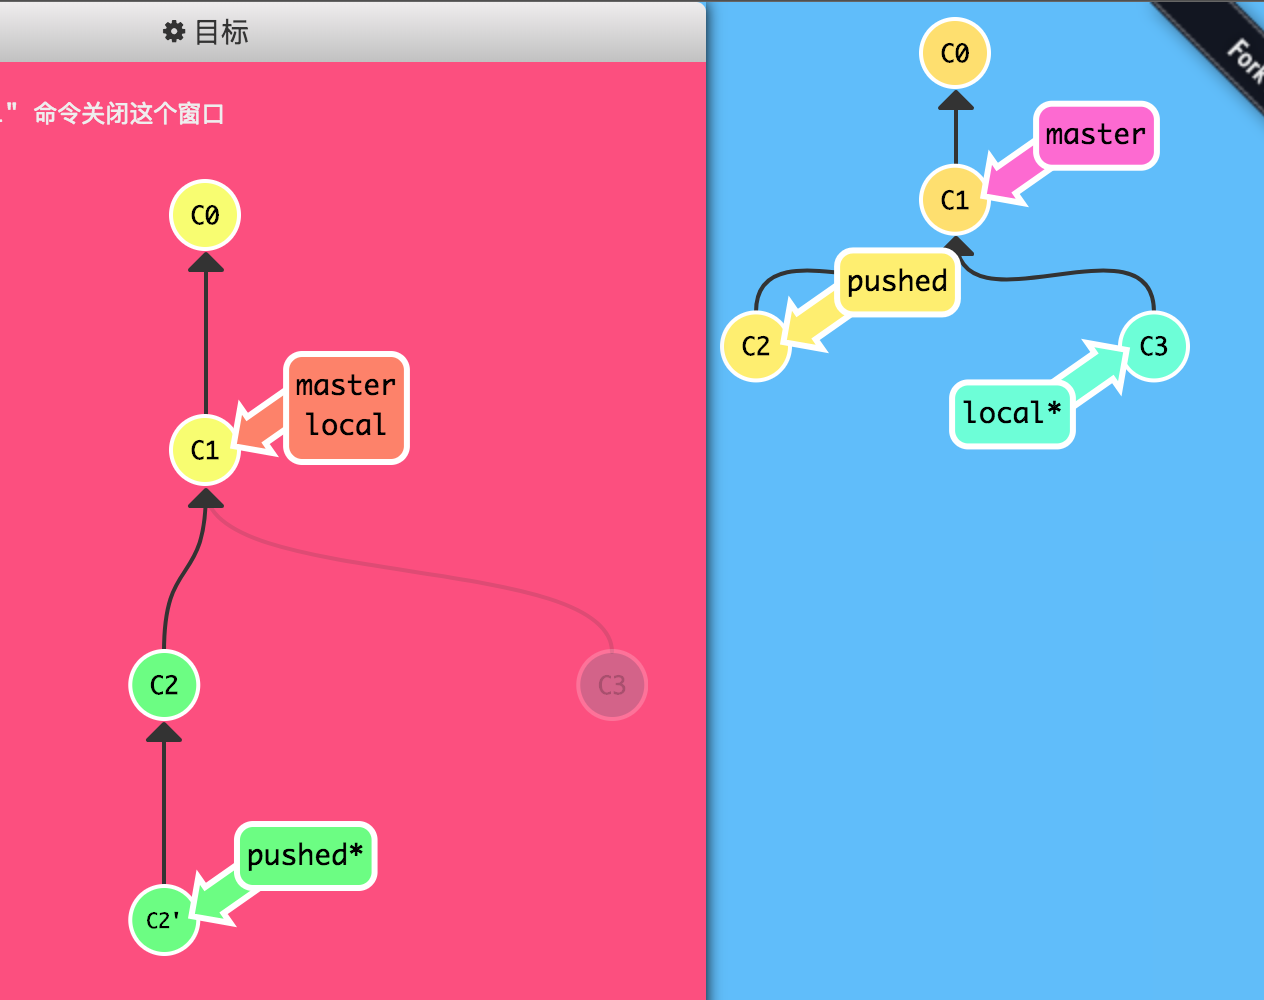 目标
" 命令关闭这个窗口
C0
master
local
C1
C2
C3
pushed*
C2'
C0
master
C1
pushed
C2
C3
local*
Fork